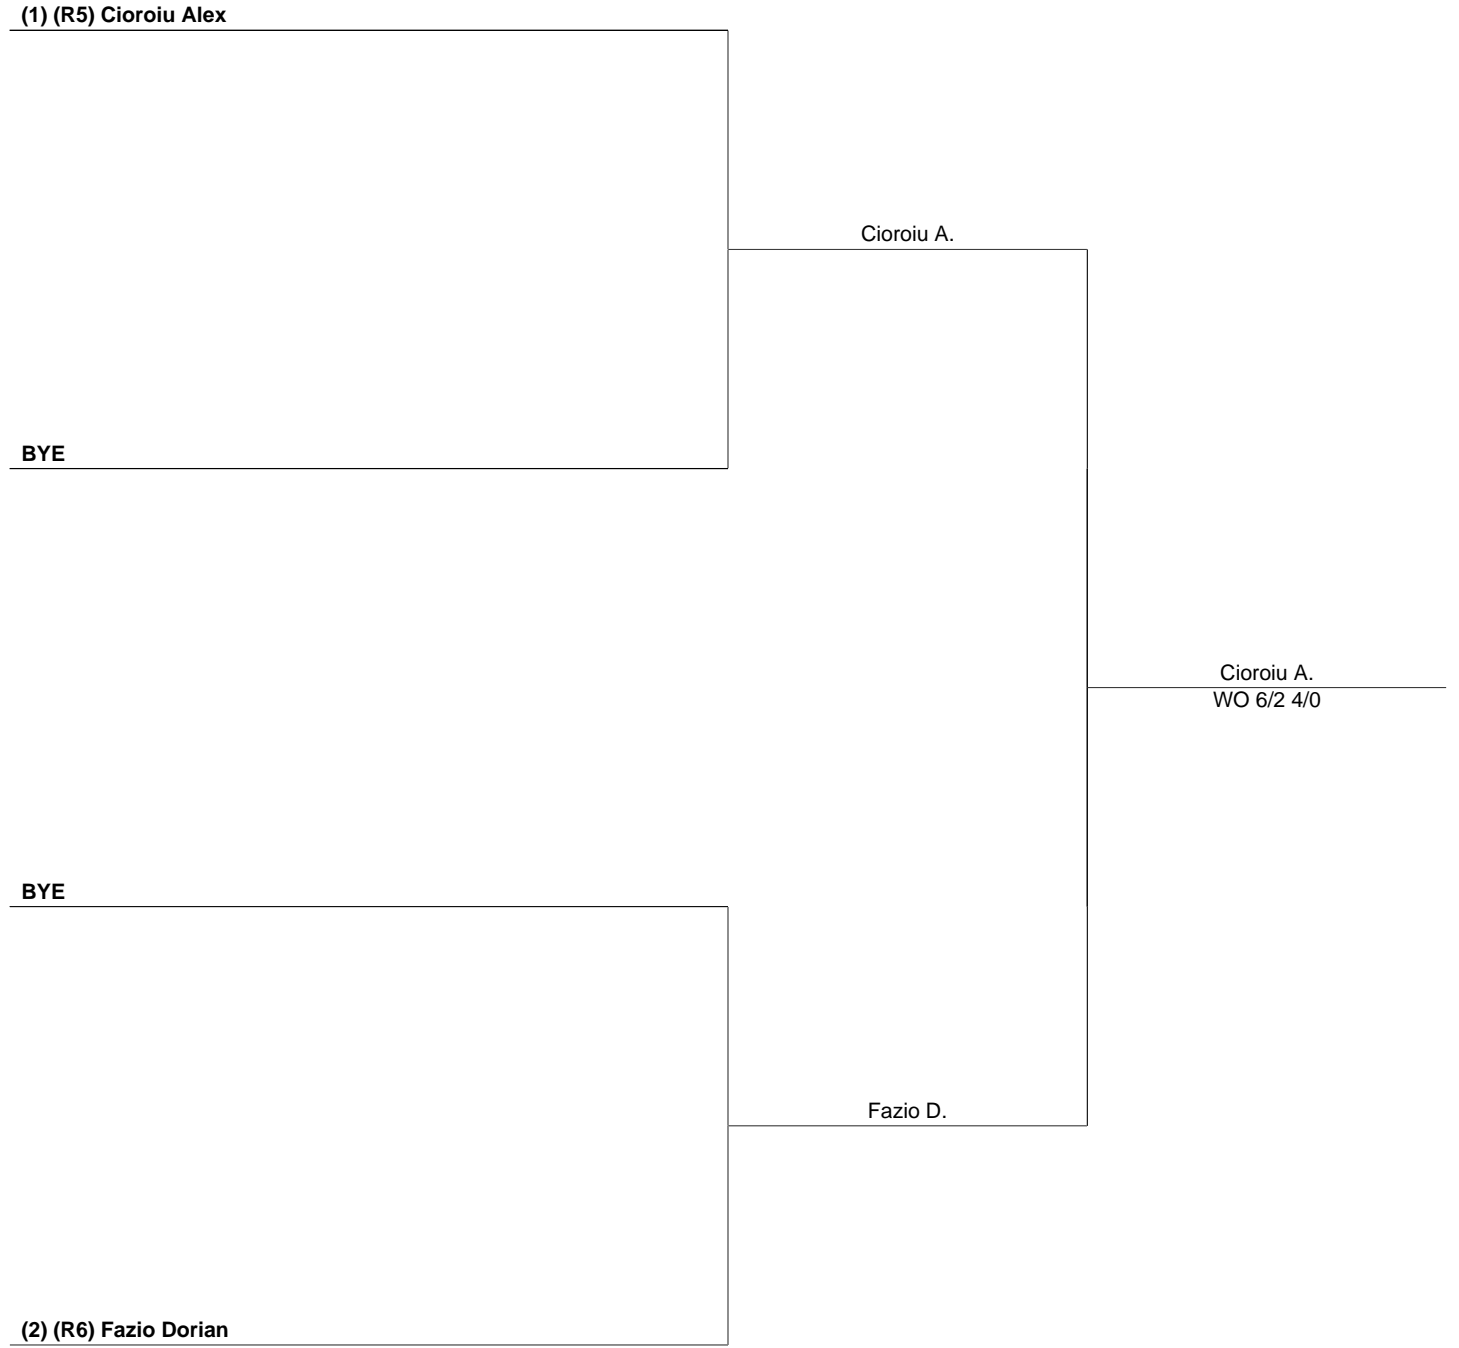 (1) (R5) Cioroiu Alex
Cioroiu A.
BYE
Cioroiu A.
WO 6/2 4/0
BYE
Fazio D.
(2) (R6) Fazio Dorian